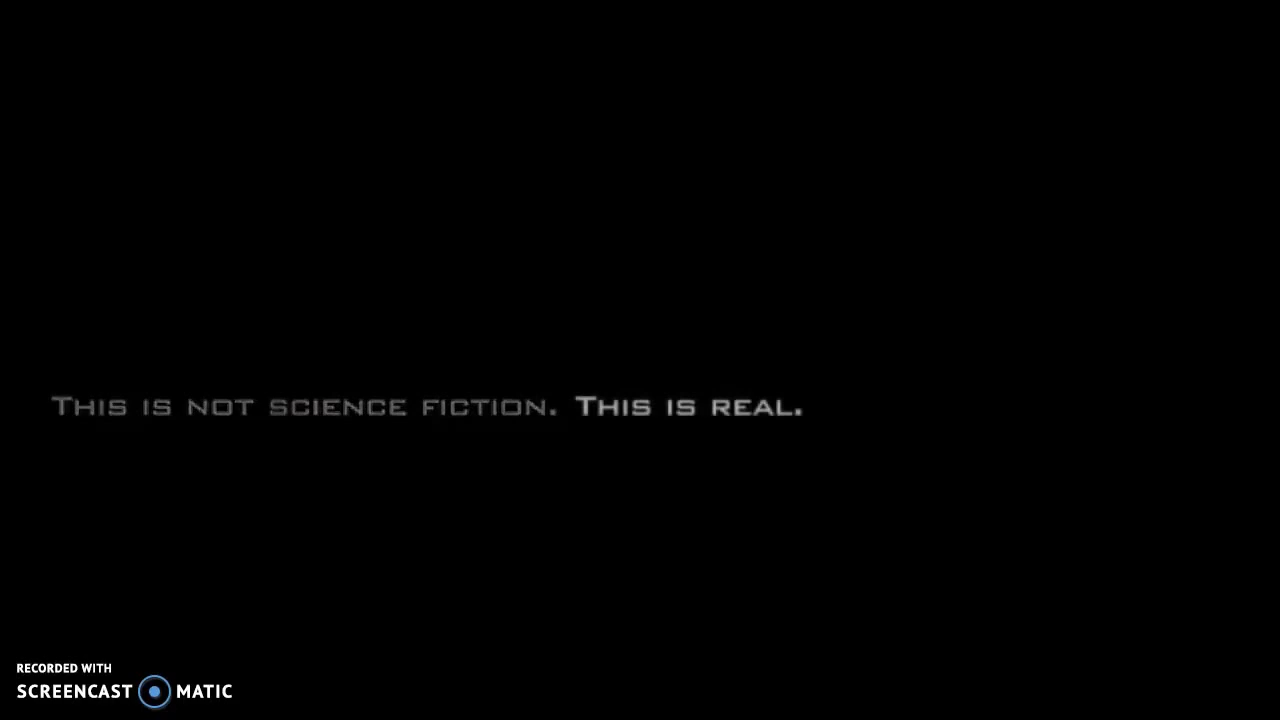 This is not science fiction. This is real.
RECORDED WITH
SCREENCAST MATIC